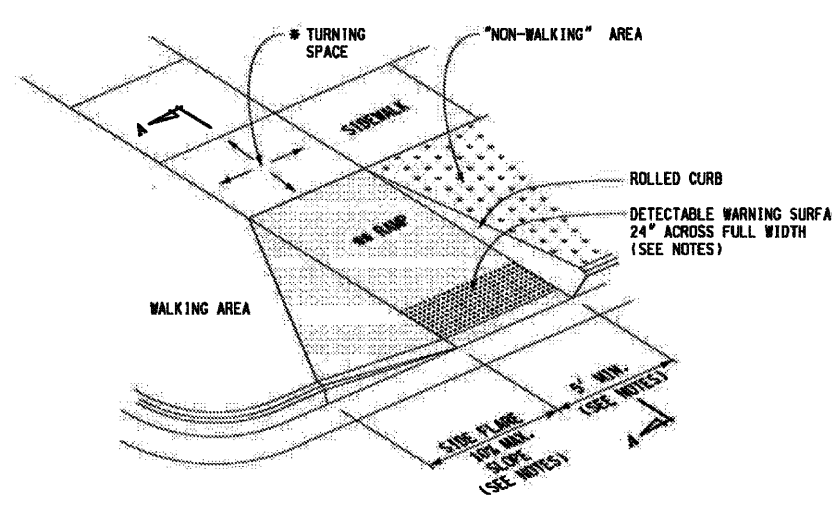 * TURNING
SPACE
"NON-WALKING" AREA
A
SIDEWALK
ROLLED CURB
DETECTABLE WARNING SURFA
24" ACROSS FULL WIDTH
(SEE NOTES)
** RAMP
WALKING AREA
5' MIN.
(SEE NOTES)
SIDE FLARE
10% MAX.
SLOPE
(SEE NOTES)
A